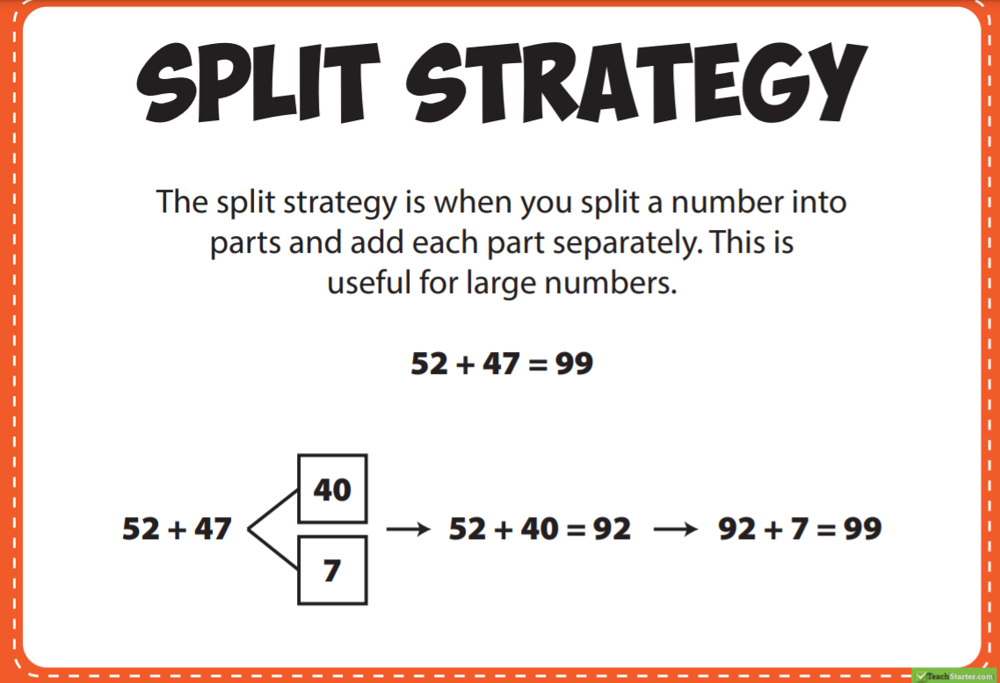 SPLIT STRATEGY
The split strategy is when you split a number into
parts and add each part separately. This is
useful for large numbers.
52 + 47 = 99
40
52 + 47 → 52 + 40 = 92 → 92 + 7 = 99
7
TeachStarter.com